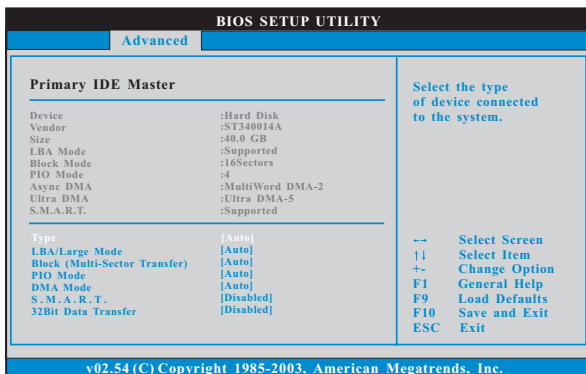 BIOS SETUP UTILITY
Advanced
Primary IDE Master
Device :Hard Disk
Vendor :ST340014A
Size :40.0 GB
LBA Mode :Supported
Block Mode :16Sectors
PIO Mode :4
Async DMA :MultiWord DMA-2
Ultra DMA :Ultra DMA-5
S.M.A.R.T. :Supported
Type [Auto]
LBA/Large Mode [Auto]
Block (Multi-Sector Transfer) [Auto]
PIO Mode [Auto]
DMA Mode [Auto]
S.M.A.R.T. [Disabled]
32Bit Data Transfer [Disabled]
Select the type
of device connected
to the system.
←→ Select Screen
↑↓ Select Item
+- Change Option
F1 General Help
F9 Load Defaults
F10 Save and Exit
ESC Exit
v02.54 (C) Copyright 1985-2003, American Megatrends, Inc.